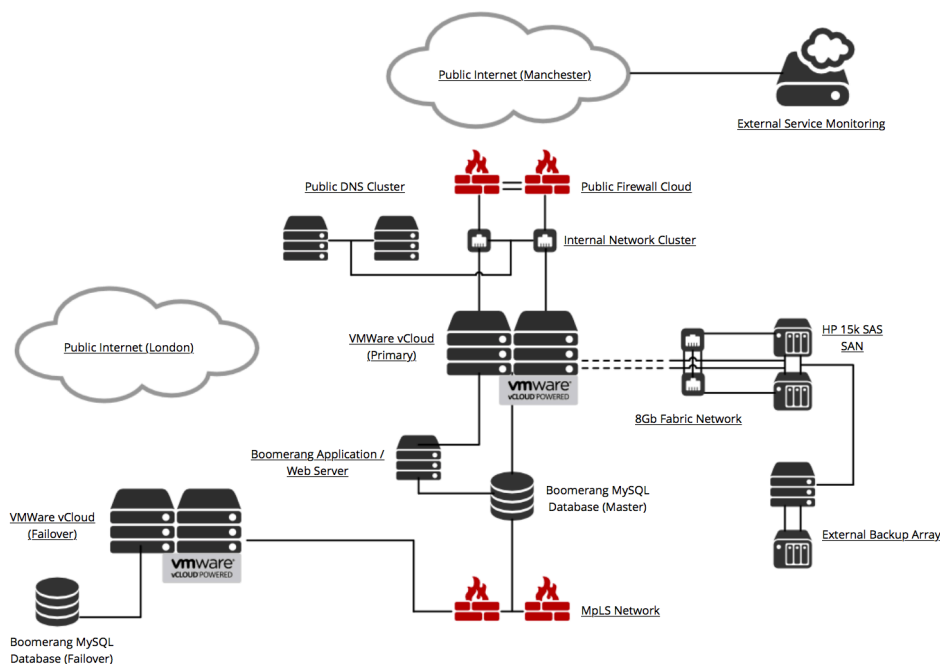 Public Internet (Manchester)
External Service Monitoring
Public DNS Cluster
Public Firewall Cloud
Internal Network Cluster
Public Internet (London)
VMWare vCloud
(Primary)
HP 15k SAS
SAN
vmware®
vCLOUD POWERED
8Gb Fabric Network
Boomerang Application /
Web Server
Boomerang MySQL
Database (Master)
VMWare vCloud
(Failover)
External Backup Array
vmware®
vCLOUD POWERED
MpLS Network
Boomerang MySQL
Database (Failover)